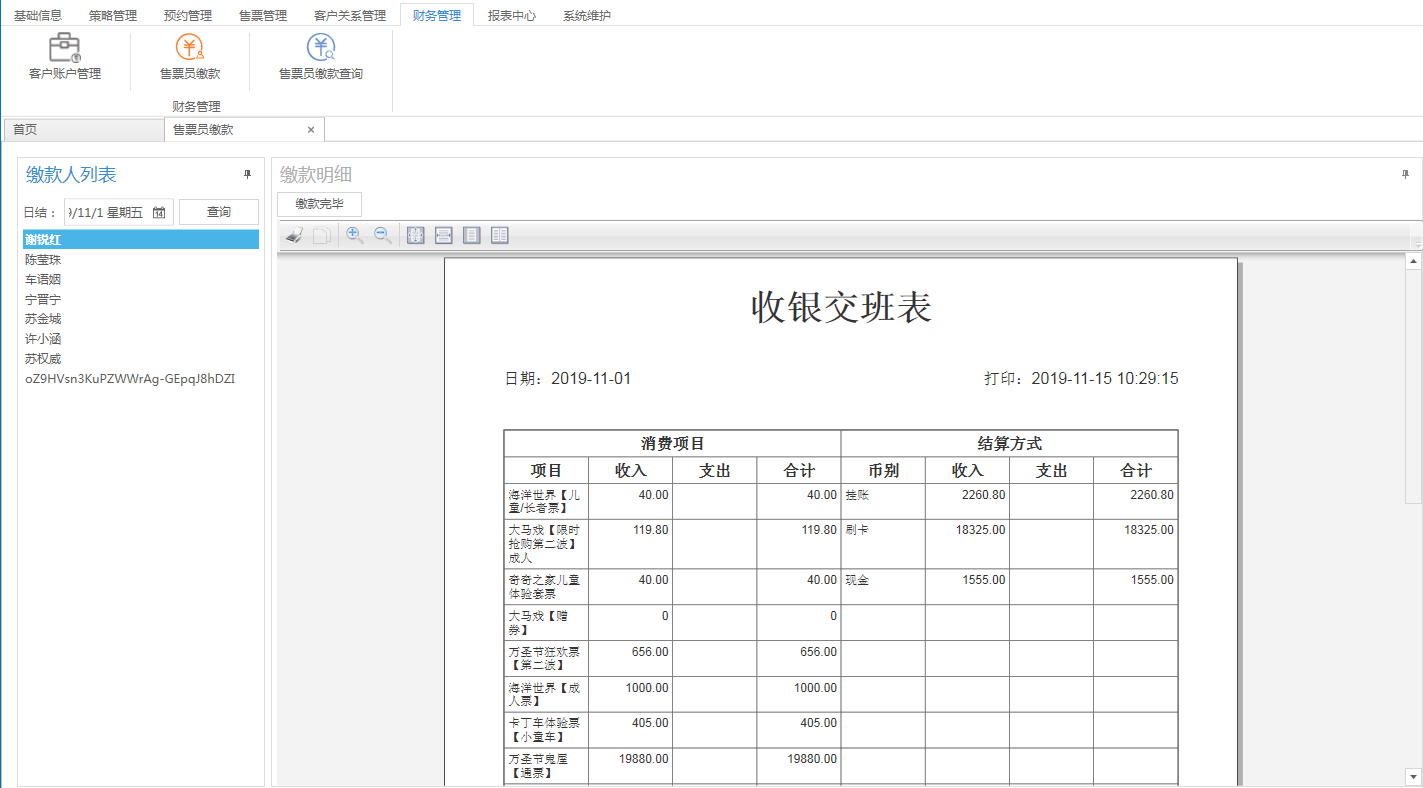 基础信息 策略管理 预约管理 售票管理 客户关系管理 财务管理 报表中心 系统维护
客户账户管理 售票员缴款 售票员缴款查询
财务管理
首页 售票员缴款 ×
缴款人列表
日结： 9/11/1 星期五 14 查询
谢锐红
陈莹珠
车语姻
宁晋宁
苏金城
许小涵
苏权威
oZ9HVsn3KuPZWWrAg-GEpqJ8hDZI
缴款明细
缴款完毕
收银交班表
日期：2019-11-01 打印：2019-11-15 10:29:15
消费项目 结算方式
项目 收入 支出 合计 币别 收入 支出 合计
海洋世界【儿 40.00 40.00 挂账 2260.80 2260.80
童/长者票】
大马戏【限时 119.80 119.80 刷卡 18325.00 18325.00
抢购第二波】
成人
奇奇之家儿童 40.00 40.00 现金 1555.00 1555.00
体验套票
大马戏【赠 0 0
券】
万圣节狂欢票 656.00 656.00
【第二波】
海洋世界【成 1000.00 1000.00
人票】
卡丁车体验票 405.00 405.00
【小童车】
万圣节鬼屋 19880.00 19880.00
【通票】